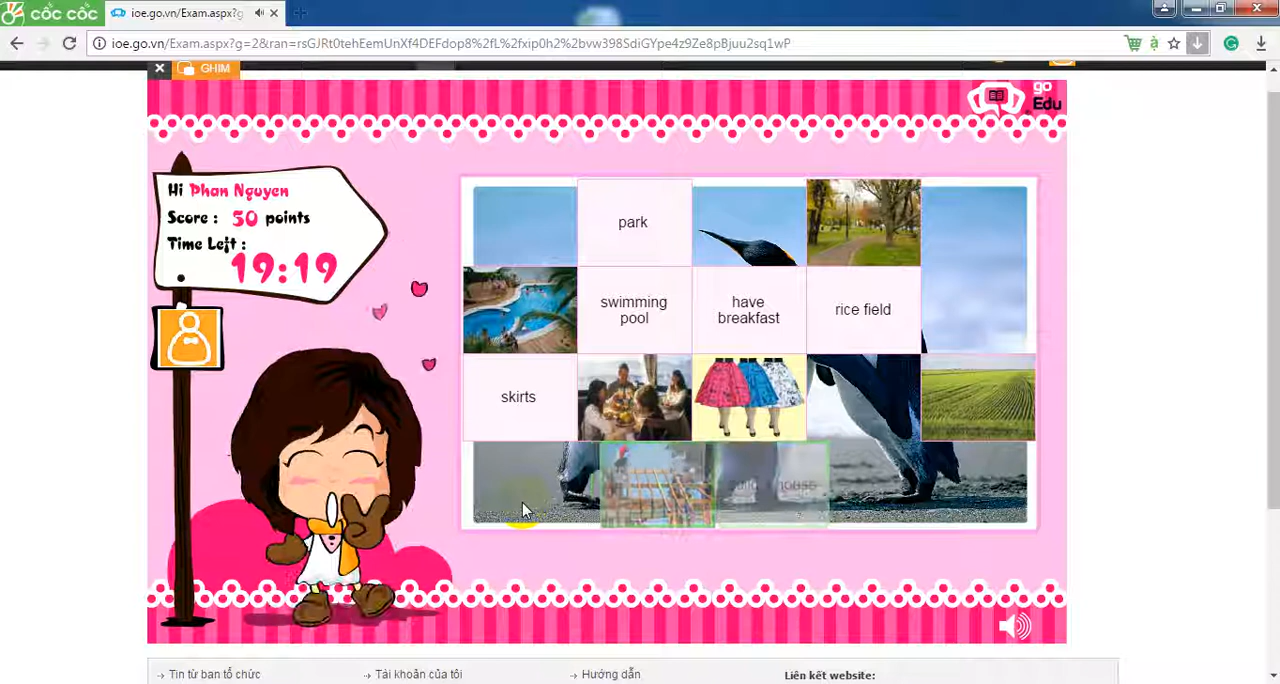 cốc cốc
ioe.go.vn/Exam.aspx?g
ioe.go.vn/Exam.aspx?g=2&ran=rsGJRt0tehEemUnXf4DEFdop8%2fL%2fxip0h2%2bvw398SdiGYpe4z9Ze8pBjuu2sq1wP
GHIM
go
Edu
Hi Phan Nguyen
Score : 50 points
Time Left :
19:19
park
swimming
pool
have
breakfast
rice field
skirts
house
Tin từ ban tổ chức
Tài khoản của tôi
Hướng dẫn
Liên kết website: